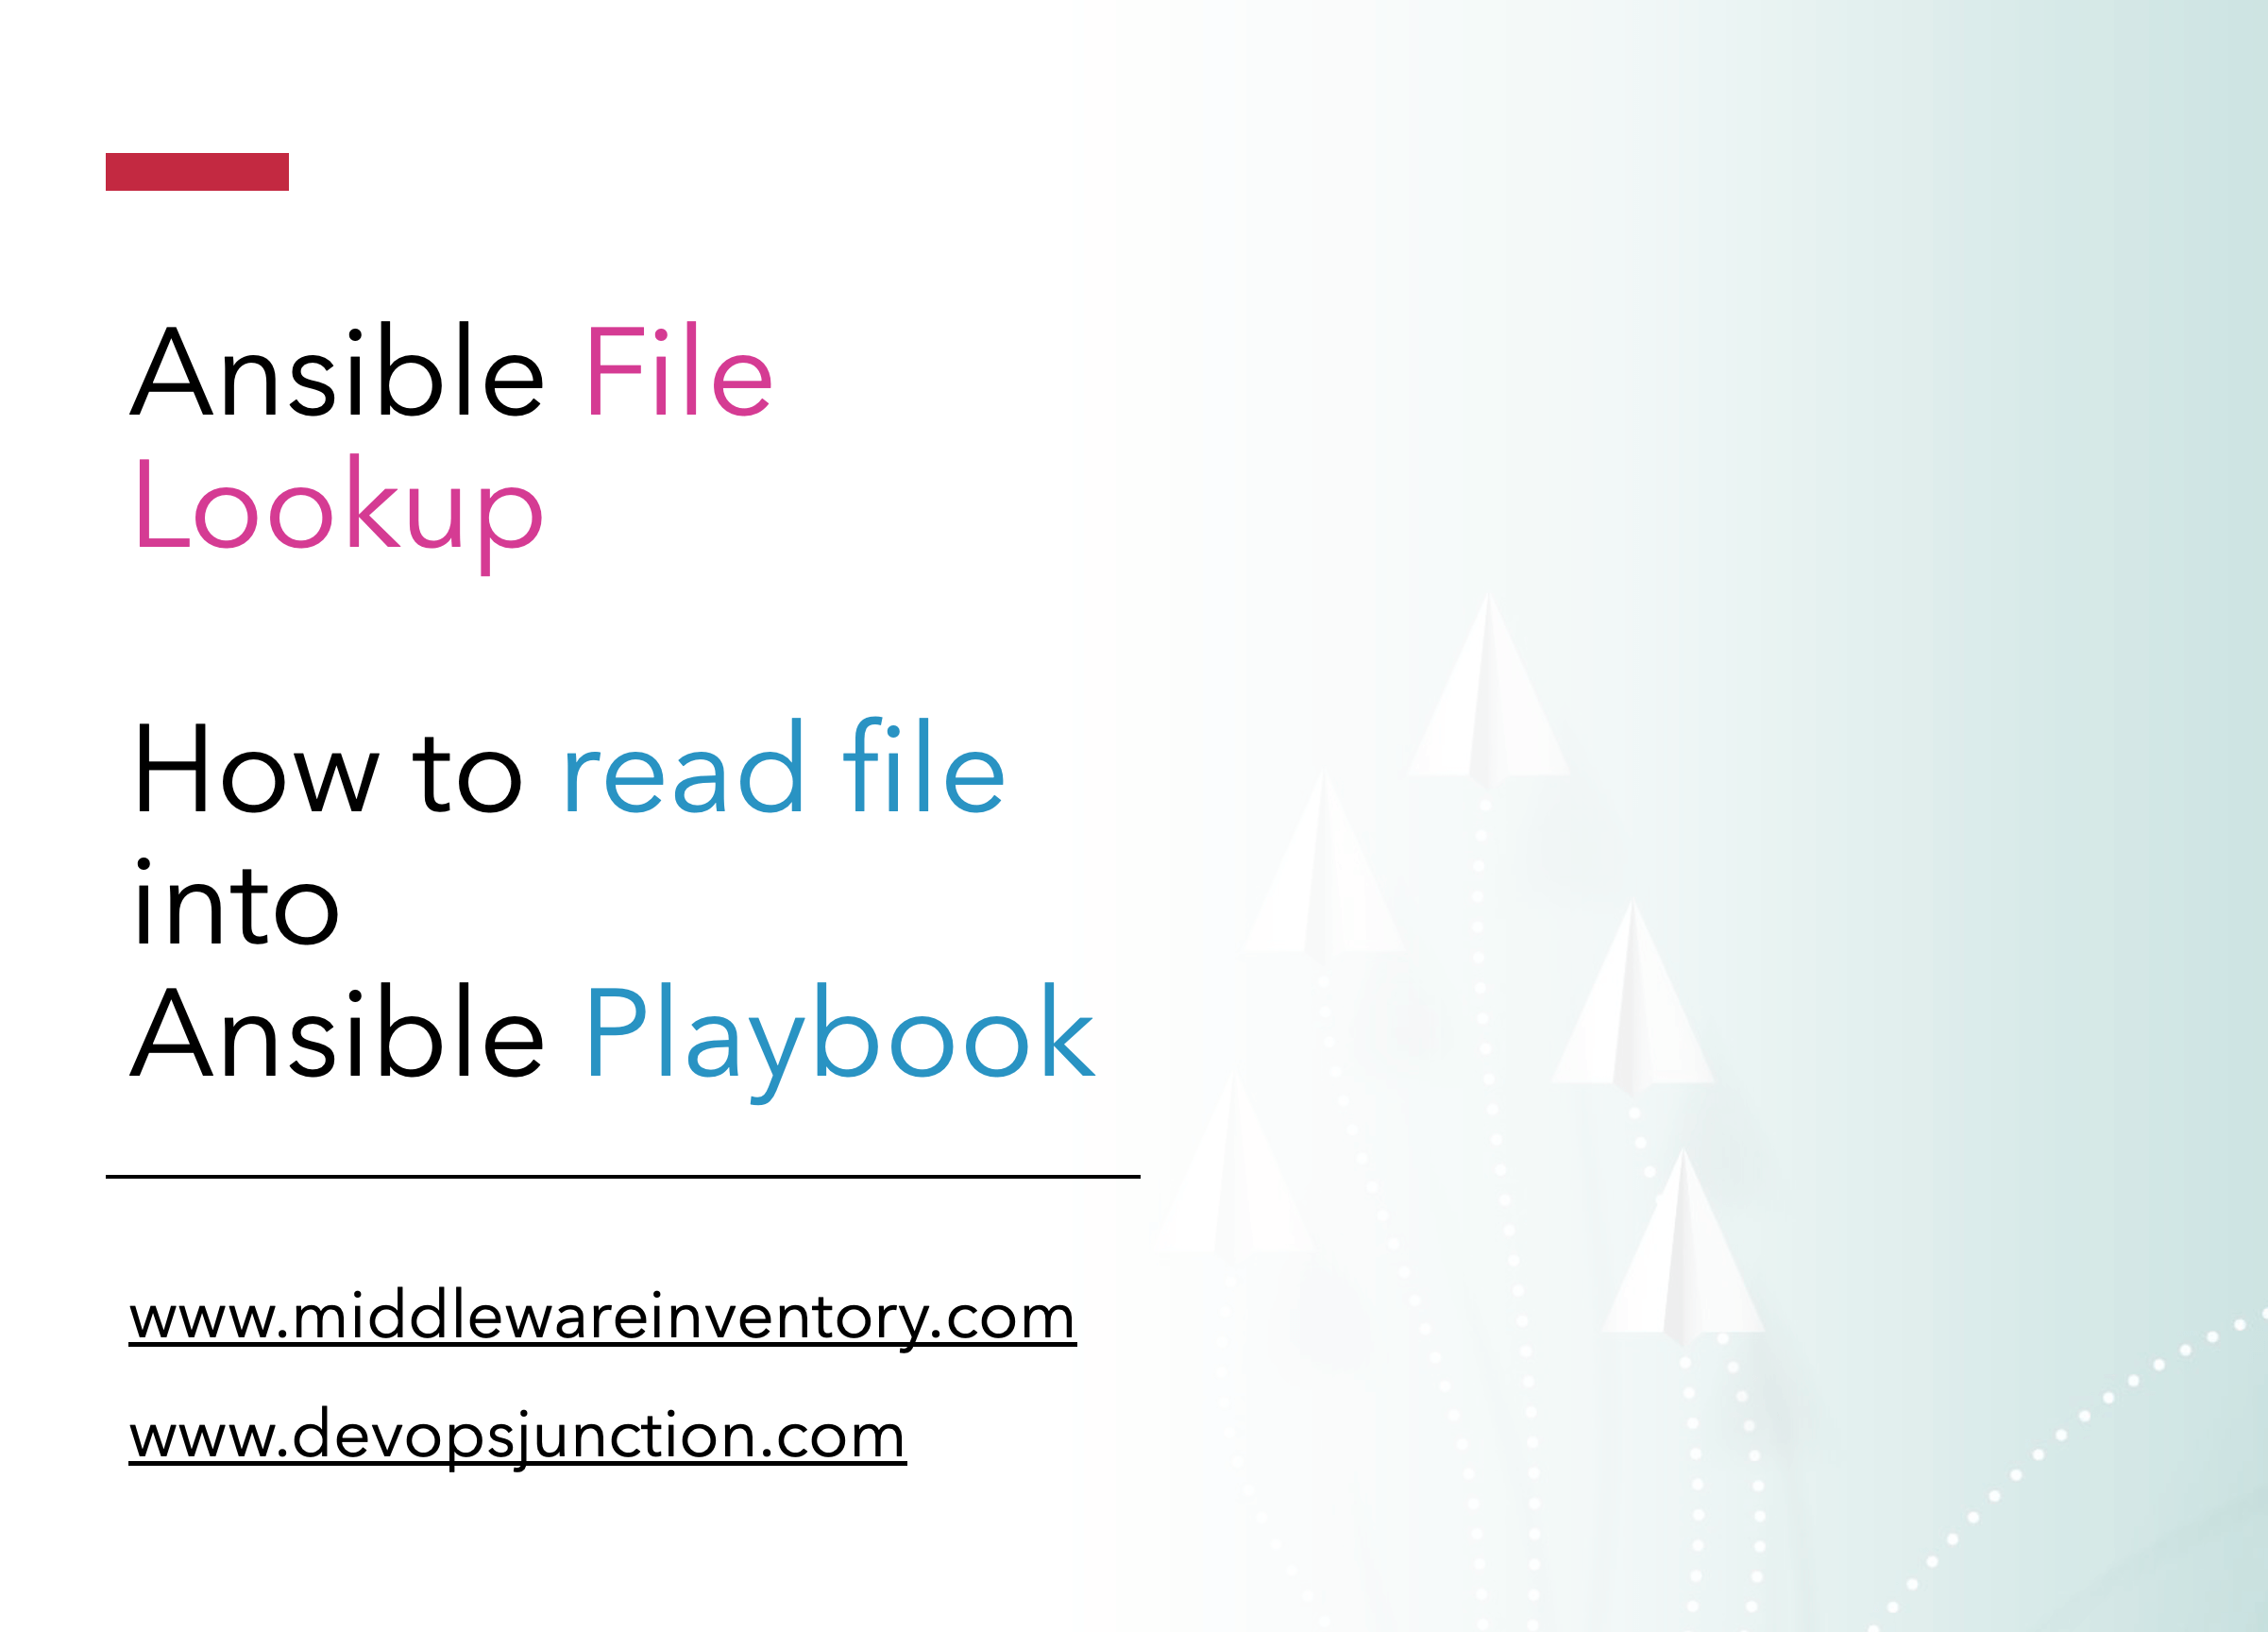 Ansible File
Lookup
How to read file
into
Ansible Playbook
www.middlewareinventory.com
www.devopsjunction.com